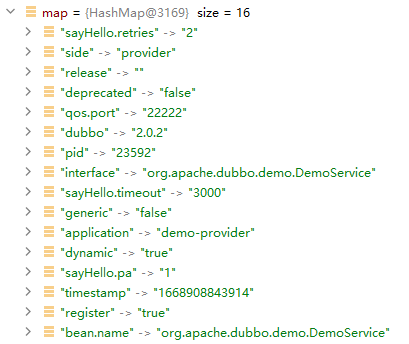 map = {HashMap@3169} size = 16
"sayHello.retries" -> "2"
"side" -> "provider"
"release" -> ""
"deprecated" -> "false"
"qos.port" -> "22222"
"dubbo" -> "2.0.2"
"pid" -> "23592"
"interface" -> "org.apache.dubbo.demo.DemoService"
"sayHello.timeout" -> "3000"
"generic" -> "false"
"application" -> "demo-provider"
"dynamic" -> "true"
"sayHello.pa" -> "1"
"timestamp" -> "1668908843914"
"register" -> "true"
"bean.name" -> "org.apache.dubbo.demo.DemoService"